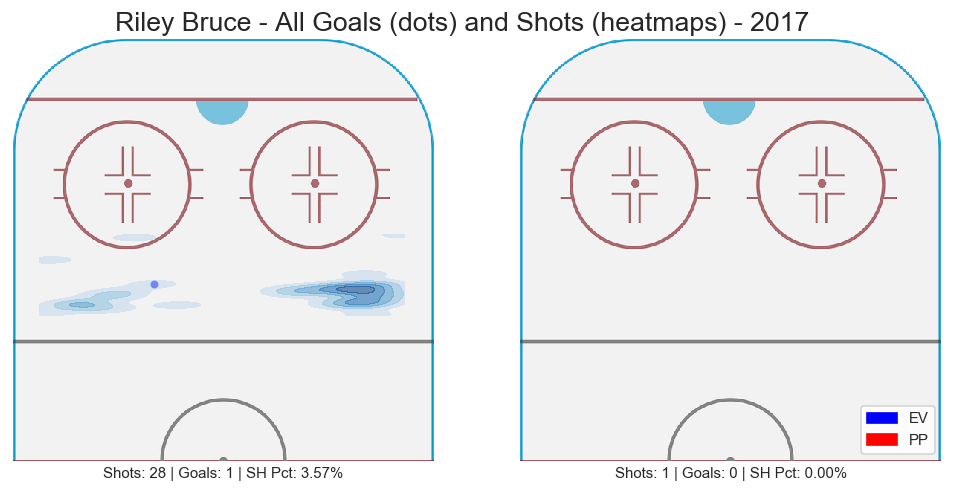 Riley Bruce - All Goals (dots) and Shots (heatmaps) - 2017
EV
PP
Shots: 28 | Goals: 1 | SH Pct: 3.57%
Shots: 1 | Goals: 0 | SH Pct: 0.00%